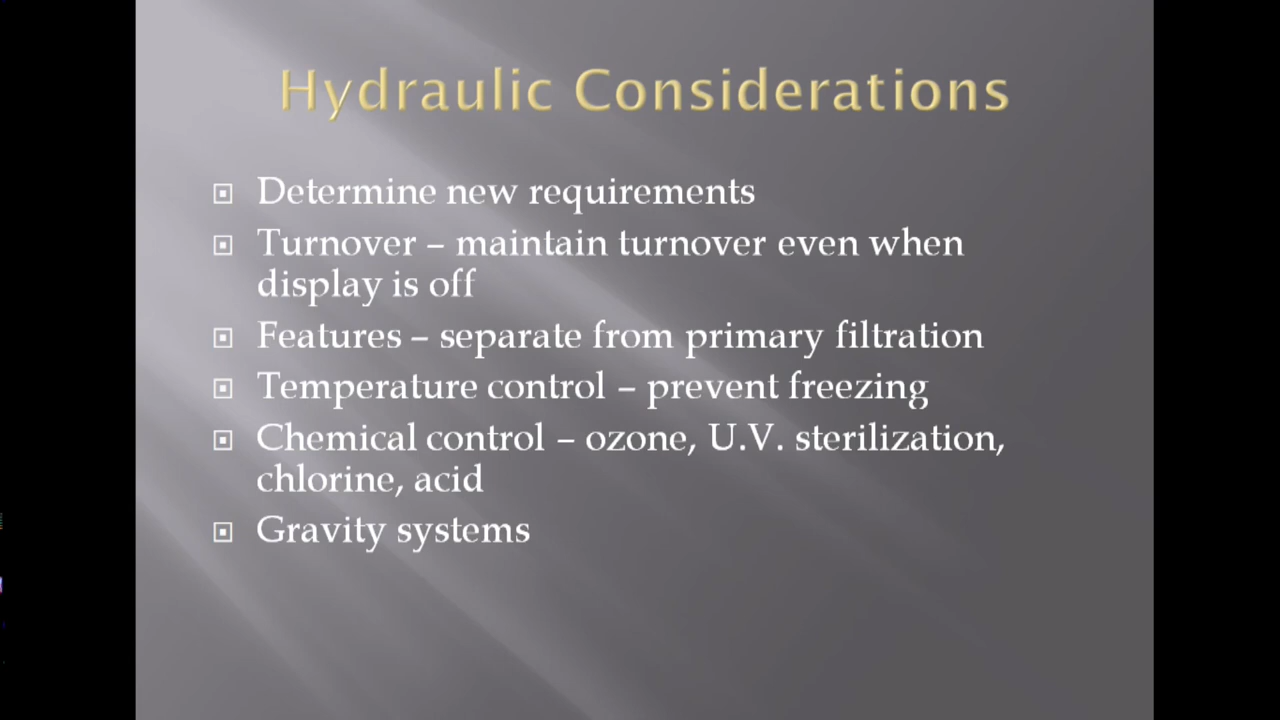 Hydraulic Considerations
Determine new requirements
Turnover – maintain turnover even when
display is off
Features – separate from primary filtration
Temperature control – prevent freezing
Chemical control – ozone, U.V. sterilization,
chlorine, acid
Gravity systems